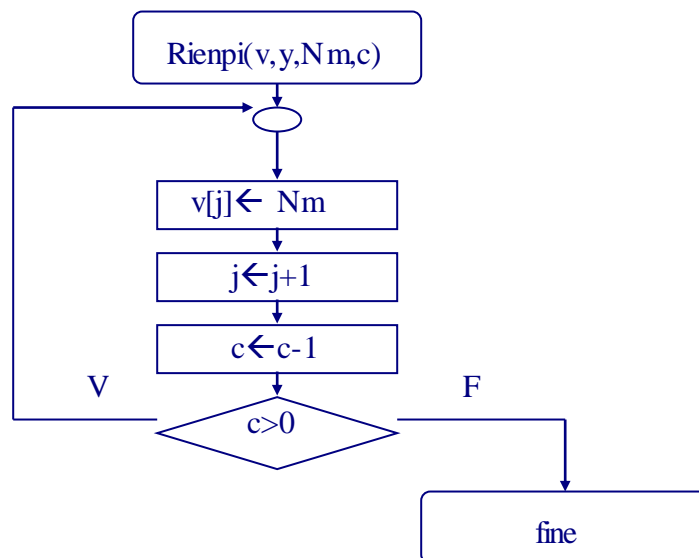 Rienpi(v,y,Nm,c)
v[j]← Nm
j←j+1
c←c-1
V
F
c>0
fine